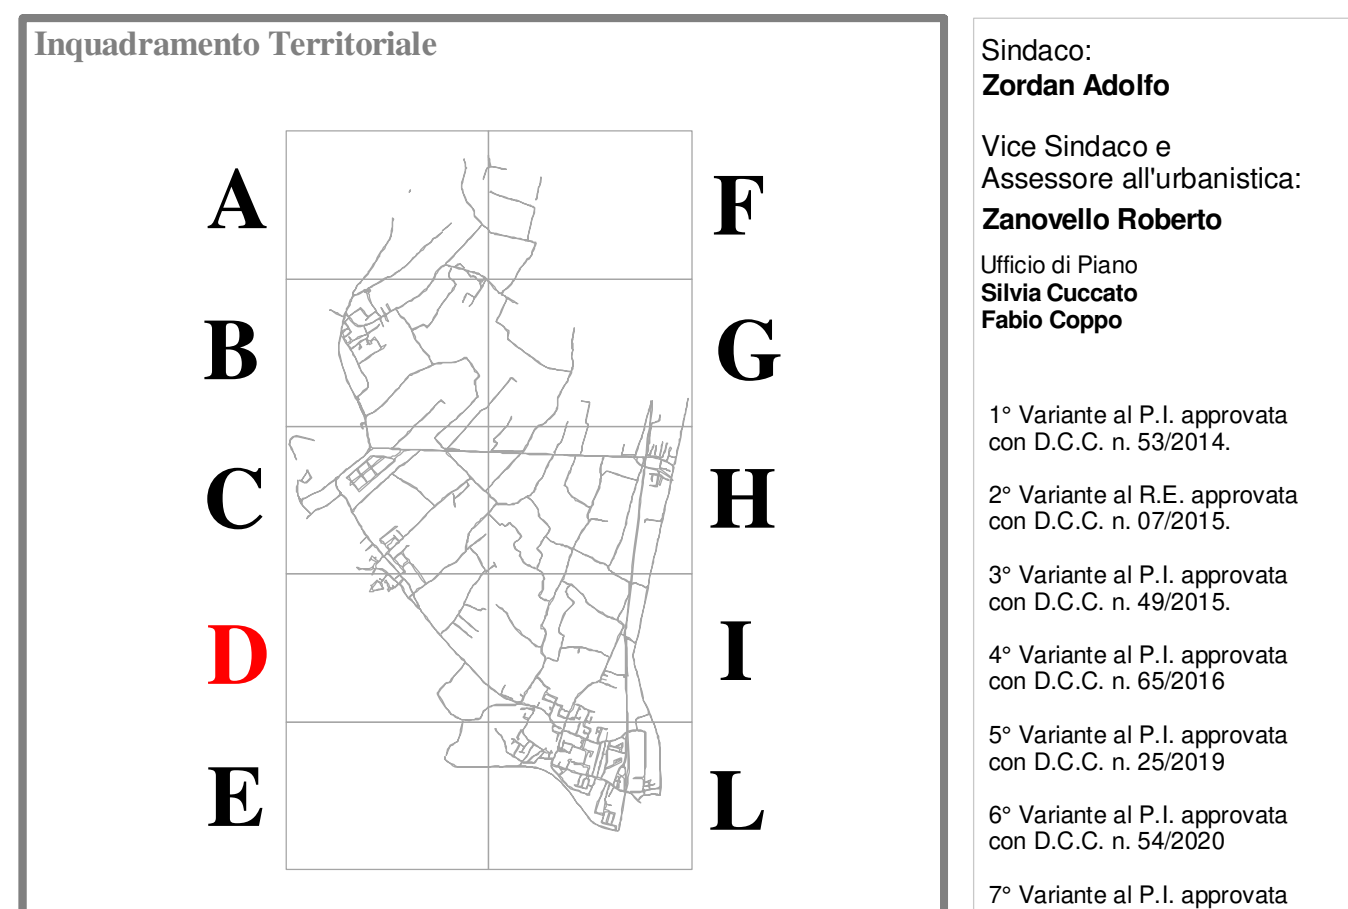 Inquadramento Territoriale
A
F
B
G
C
H
D
I
E
L
Sindaco:
Zordan Adolfo
Vice Sindaco e
Assessore all'urbanistica:
Zanovello Roberto
Ufficio di Piano
Silvia Cuccato
Fabio Coppo
1° Variante al P.I. approvata
con D.C.C. n. 53/2014.
2° Variante al R.E. approvata
con D.C.C. n. 07/2015.
3° Variante al P.I. approvata
con D.C.C. n. 49/2015.
4° Variante al P.I. approvata
con D.C.C. n. 65/2016
5° Variante al P.I. approvata
con D.C.C. n. 25/2019
6° Variante al P.I. approvata
con D.C.C. n. 54/2020
7° Variante al P.I. approvata